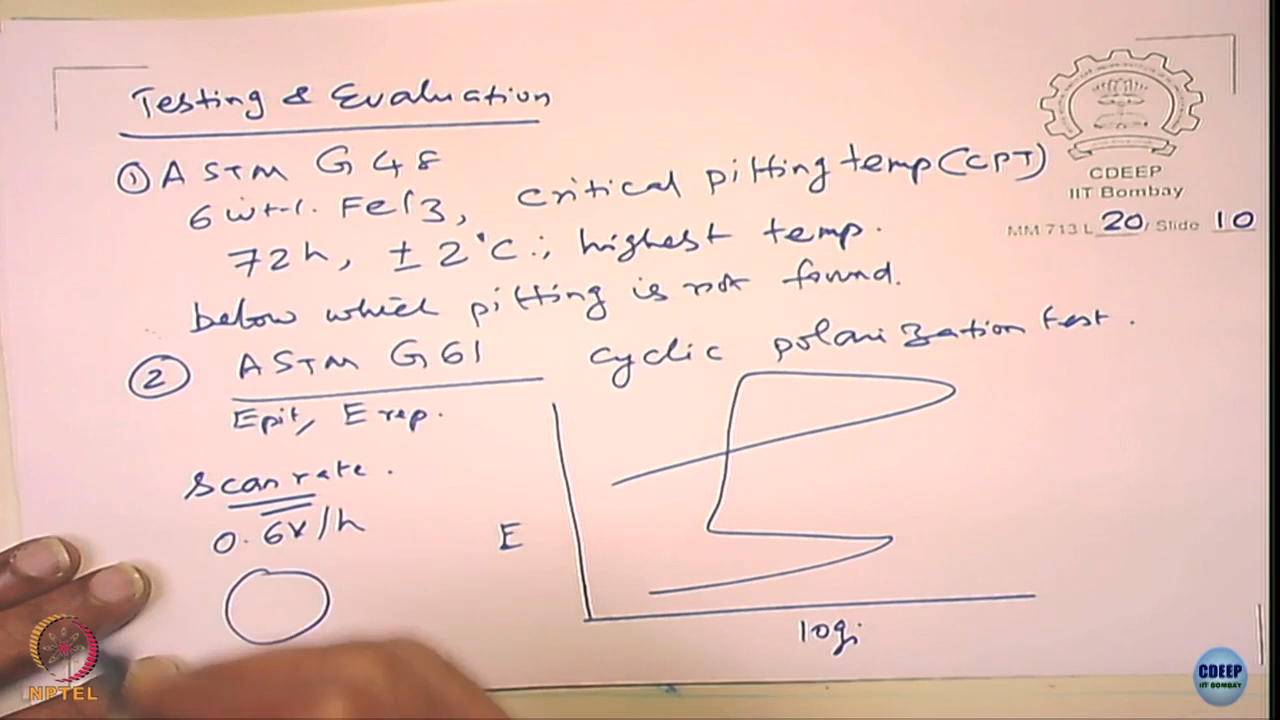 Testing & Evaluation
① ASTM G48
6 wt-%. FeCl3, Critical pitting temp (CPT)
72h, ± 2°C.; highest temp.
below which pitting is not found.
② ASTM G61 Cyclic polarization test.
Epit, Erep.
Scan rate.
0.6V/h
E
log i
CDEEP
IIT Bombay
MM 713 L 20 / Slide 10
NPTEL
CDEEP
IIT BOMBAY